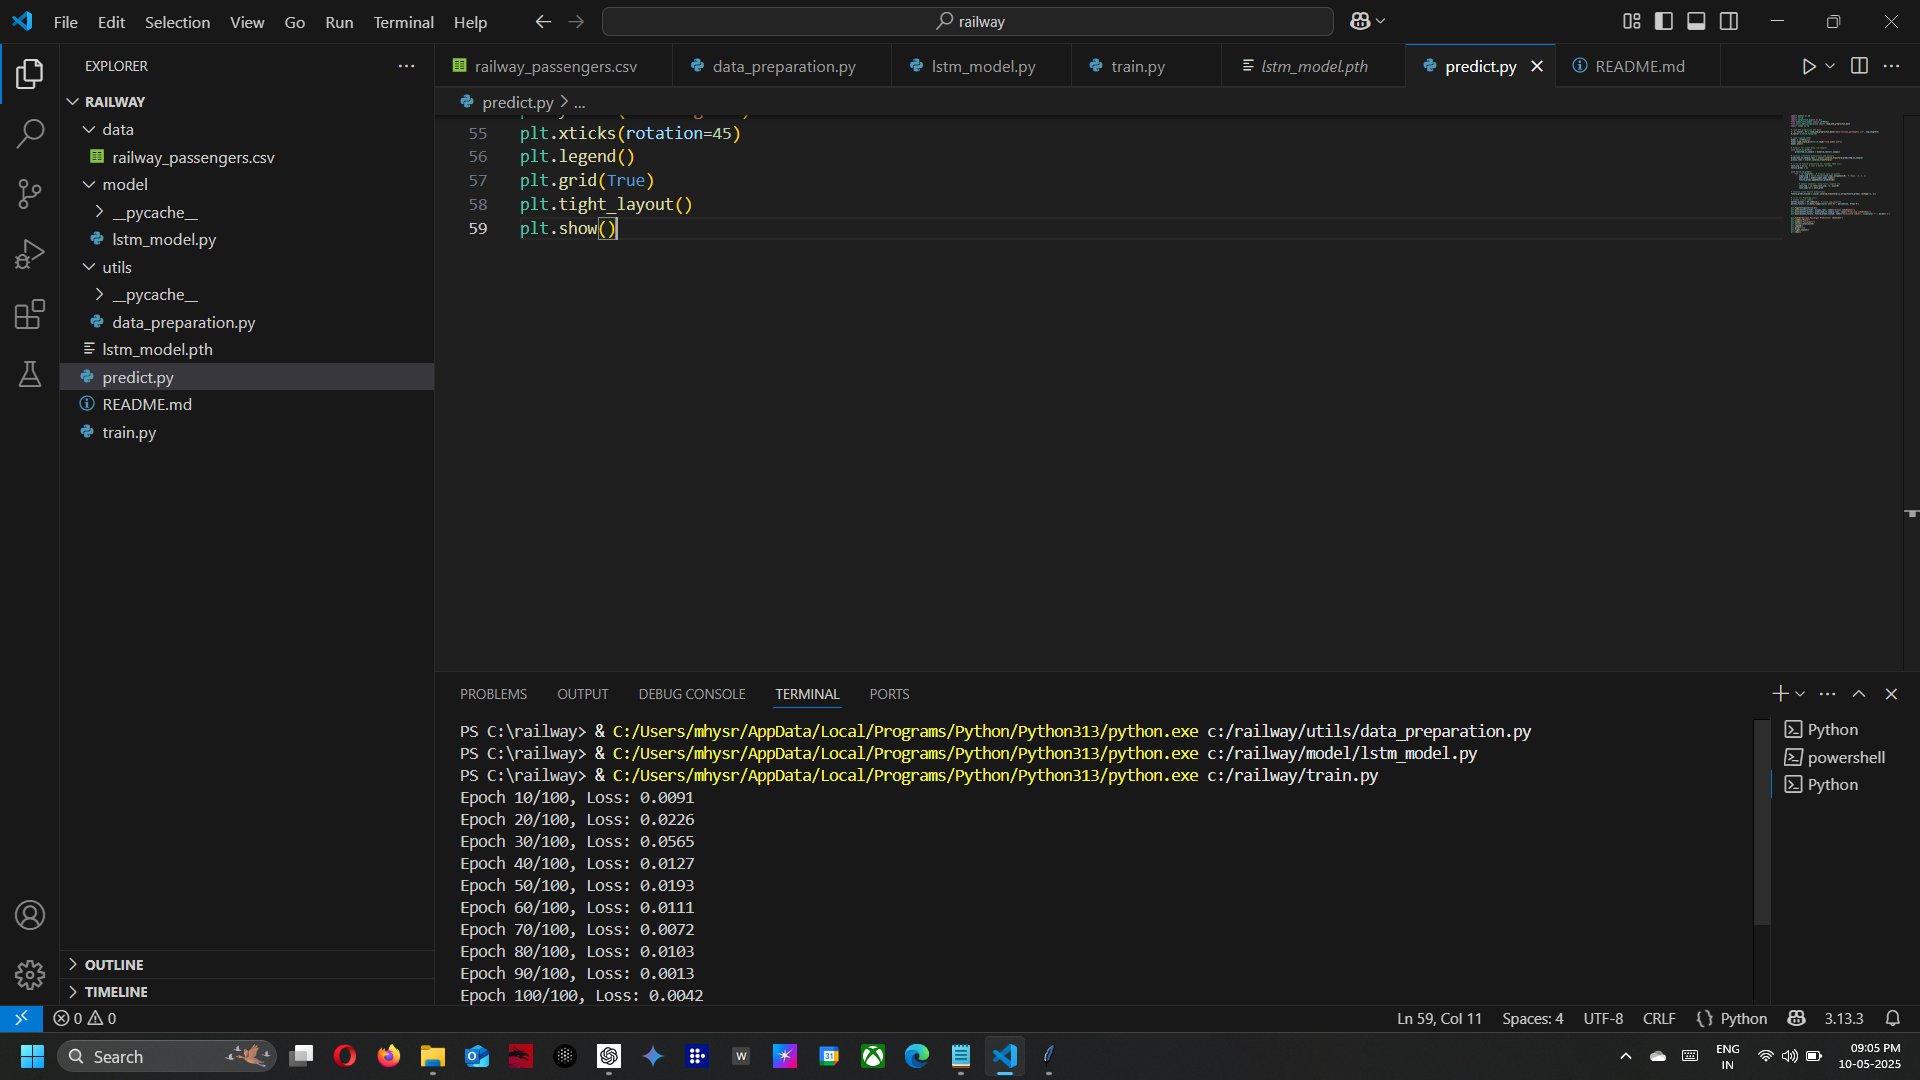 File Edit Selection View Go Run Terminal Help
railway
EXPLORER
RAILWAY
data
railway_passengers.csv
model
__pycache__
lstm_model.py
utils
__pycache__
data_preparation.py
lstm_model.pth
predict.py
README.md
train.py
OUTLINE
TIMELINE
railway_passengers.csv data_preparation.py lstm_model.py train.py lstm_model.pth predict.py README.md
predict.py > ...
55 plt.xticks(rotation=45)
56 plt.legend()
57 plt.grid(True)
58 plt.tight_layout()
59 plt.show()
PROBLEMS OUTPUT DEBUG CONSOLE TERMINAL PORTS
PS C:\railway> & C:/Users/mhysr/AppData/Local/Programs/Python/Python313/python.exe c:/railway/utils/data_preparation.py
PS C:\railway> & C:/Users/mhysr/AppData/Local/Programs/Python/Python313/python.exe c:/railway/model/lstm_model.py
PS C:\railway> & C:/Users/mhysr/AppData/Local/Programs/Python/Python313/python.exe c:/railway/train.py
Epoch 10/100, Loss: 0.0091
Epoch 20/100, Loss: 0.0226
Epoch 30/100, Loss: 0.0565
Epoch 40/100, Loss: 0.0127
Epoch 50/100, Loss: 0.0193
Epoch 60/100, Loss: 0.0111
Epoch 70/100, Loss: 0.0072
Epoch 80/100, Loss: 0.0103
Epoch 90/100, Loss: 0.0013
Epoch 100/100, Loss: 0.0042
Python
powershell
Python
0 0
Ln 59, Col 11 Spaces: 4 UTF-8 CRLF {} Python 3.13.3
Search
W
31
ENG
IN
09:05 PM
10-05-2025